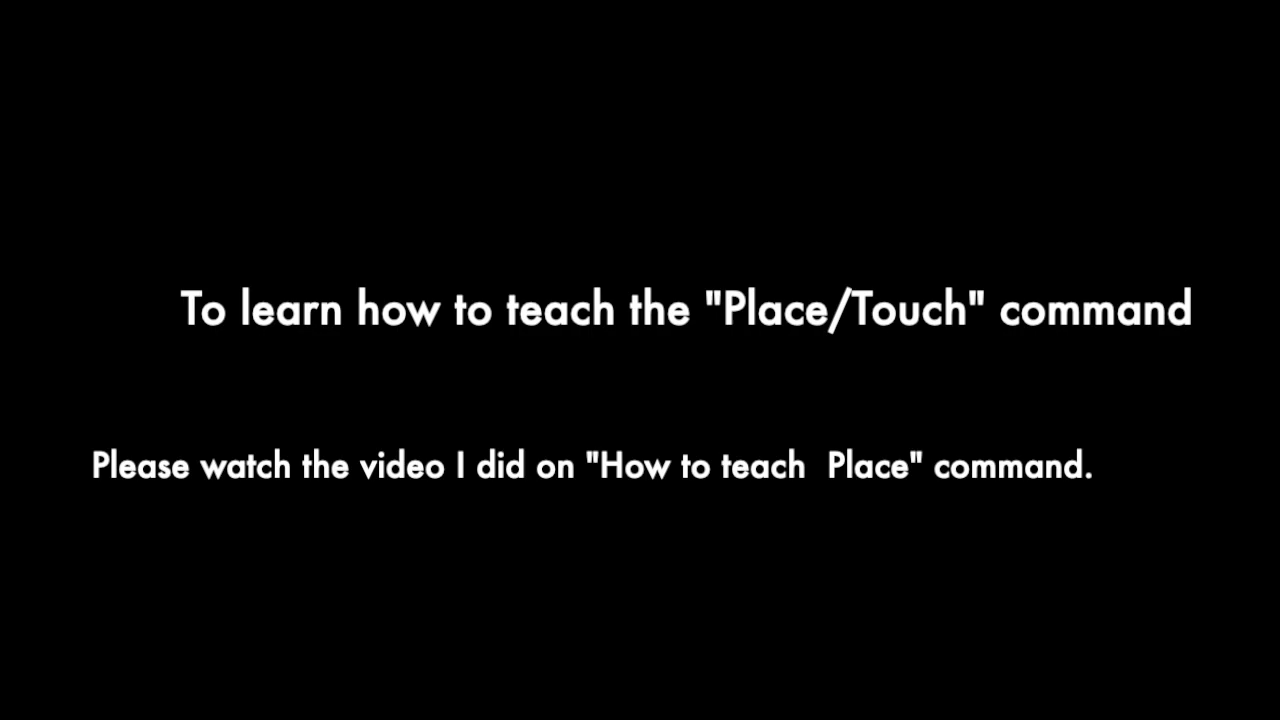 To learn how to teach the "Place/Touch" command
Please watch the video I did on "How to teach  Place" command.